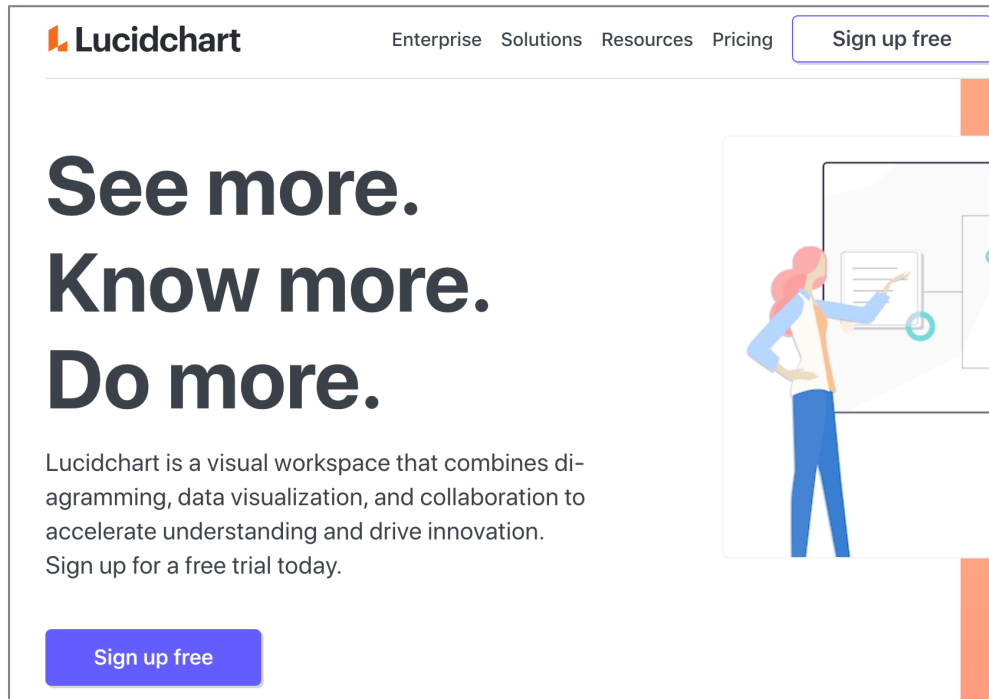 Lucidchart
Enterprise Solutions Resources Pricing Sign up free
See more.
Know more.
Do more.
Lucidchart is a visual workspace that combines di-
agramming, data visualization, and collaboration to
accelerate understanding and drive innovation.
Sign up for a free trial today.
Sign up free